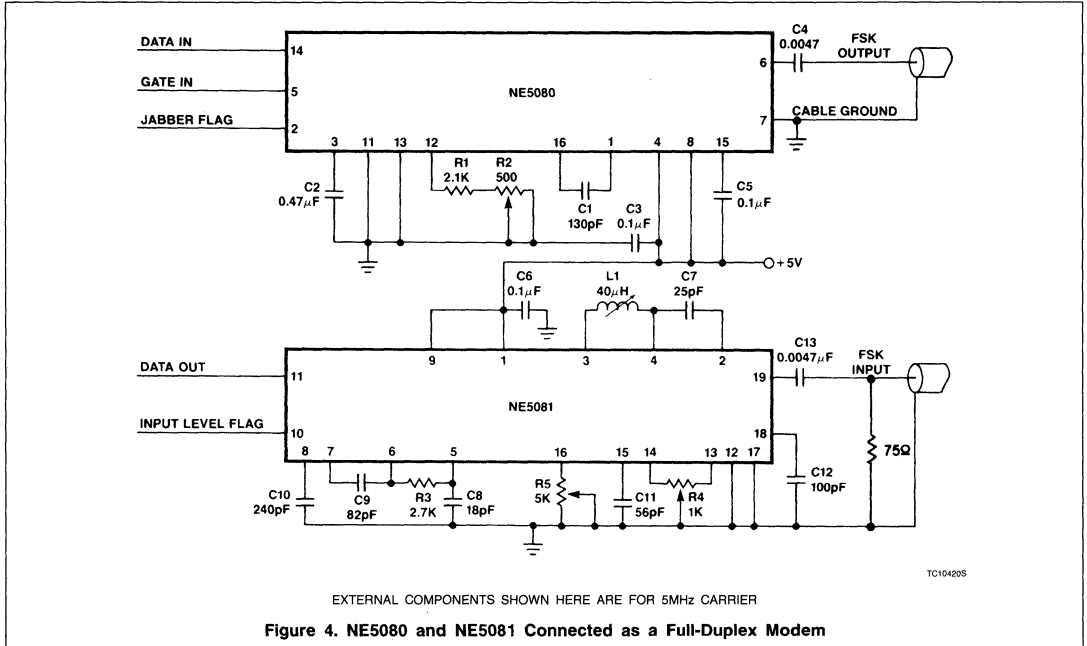 DATA IN
14
GATE IN
5
JABBER FLAG
2
NE5080
6
C4
0.0047
FSK
OUTPUT
7
CABLE GROUND
3
11
13
12
16
1
4
8
15
C2
0.47µF
R1
2.1K
R2
500
C1
130pF
C3
0.1µF
C5
0.1µF
+5V
C6
0.1µF
L1
40µH
C7
25pF
9
1
3
4
2
DATA OUT
11
INPUT LEVEL FLAG
10
NE5081
19
C13
0.0047µF
FSK
INPUT
18
75Ω
C12
100pF
8
7
6
5
16
15
14
13
12
17
C10
240pF
C9
82pF
R3
2.7K
C8
18pF
R5
5K
C11
56pF
R4
1K
TC10420S
EXTERNAL COMPONENTS SHOWN HERE ARE FOR 5MHz CARRIER
Figure 4. NE5080 and NE5081 Connected as a Full-Duplex Modem